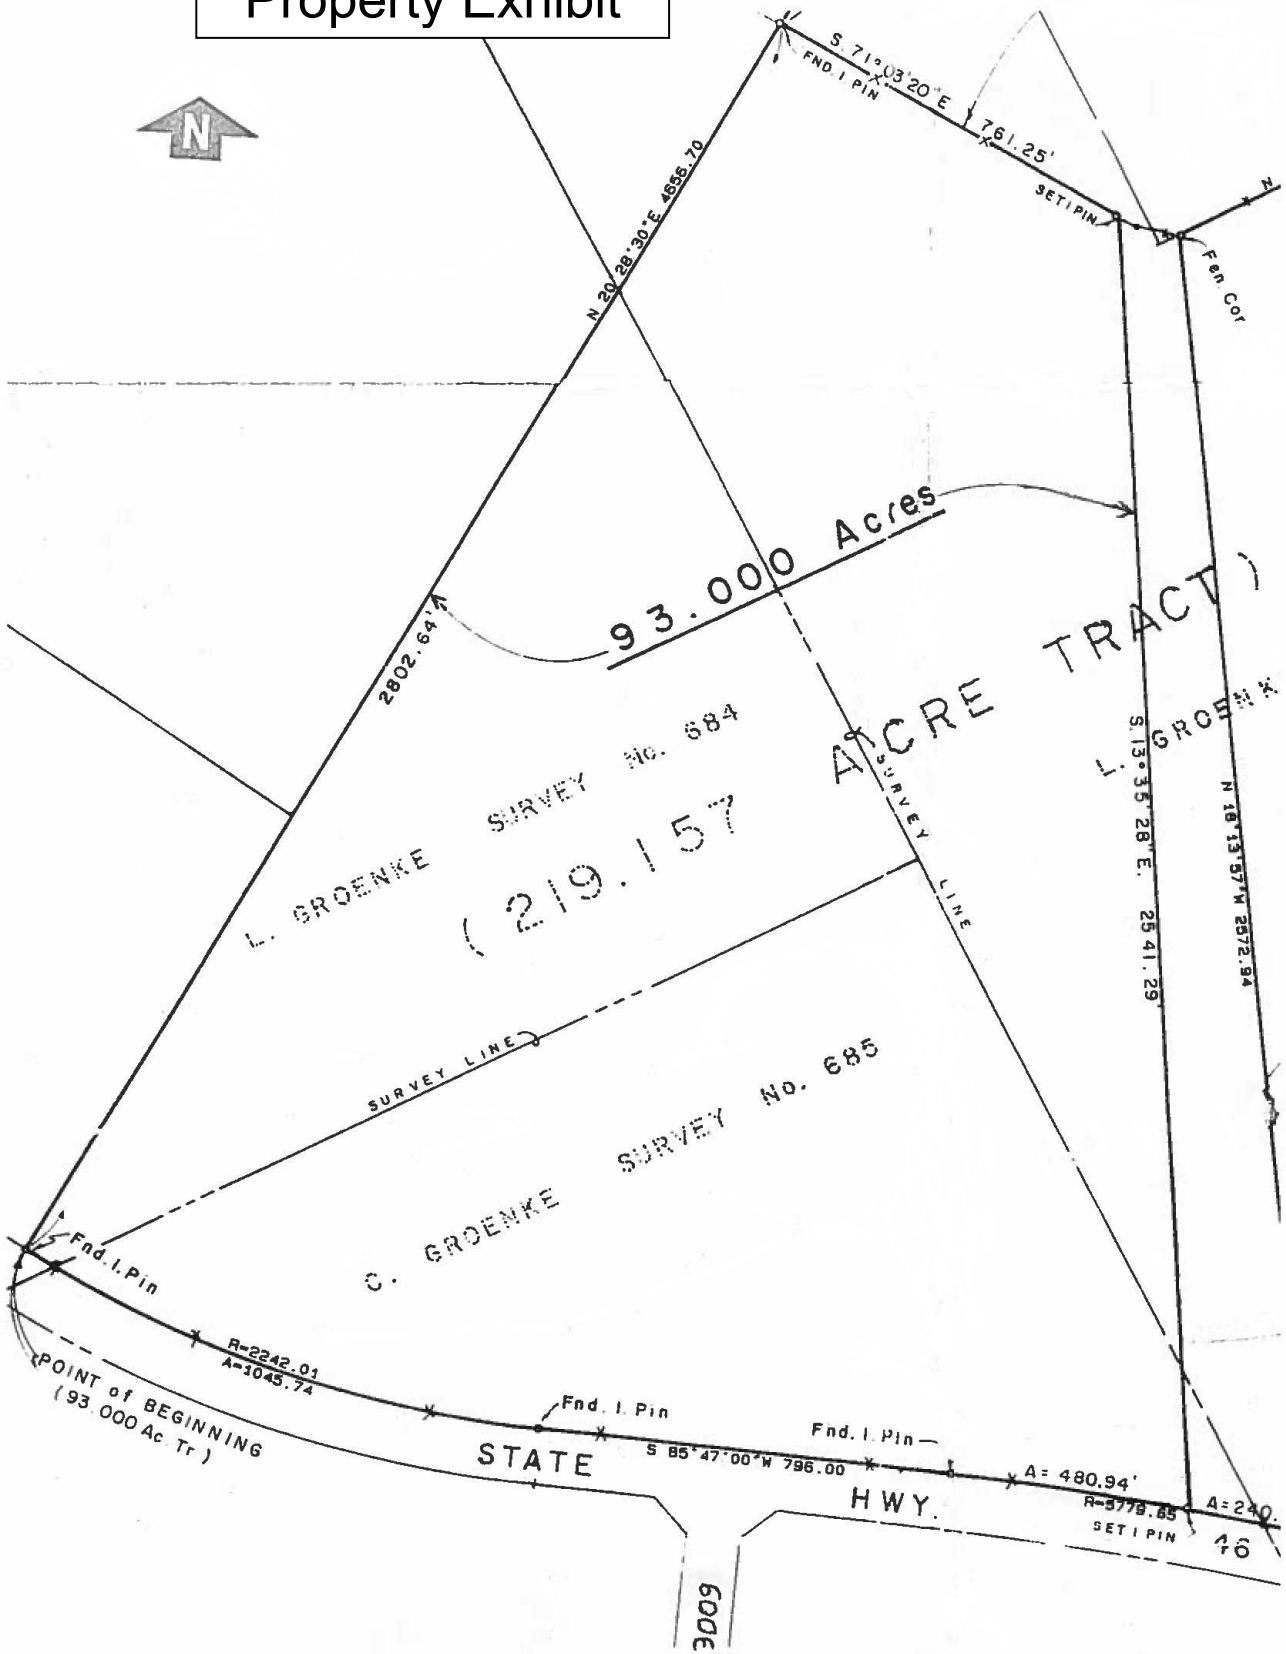 Property Exhibit
N
S. 71°03'20"E 761.25'
FND. I. PIN
SET I PIN
N
Fen. Cor
N 20 28'30"E 4656.70
93.000 Acres
2802.64'
ACRE TRACT)
L. GROENK
L. GROENKE SURVEY No. 684
(219.157
SURVEY LINE
S. 13°35'28"E. 2541.29'
N 18°13'57"W 2572.94
SURVEY LINE
C. GROENKE SURVEY No. 685
Fnd. I. Pin
POINT of BEGINNING
(93.000 Ac. Tr)
R=2242.01
A=1045.74
Fnd. I. Pin
Fnd. I. Pin
S 85°47'00"W 796.00
A= 480.94'
R=5779.65
SET I PIN
A=240.
STATE HWY. 46
3009